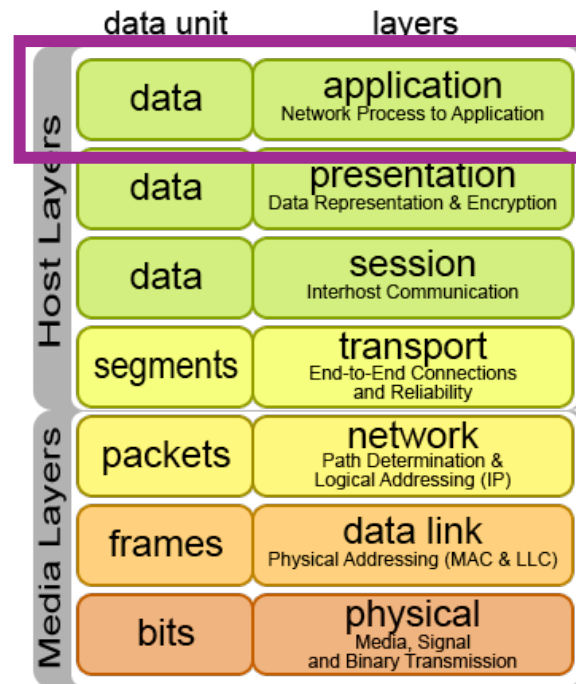 data unit layers
Host Layers
data application
Network Process to Application
data presentation
Data Representation & Encryption
data session
Interhost Communication
segments transport
End-to-End Connections
and Reliability
Media Layers
packets network
Path Determination &
Logical Addressing (IP)
frames data link
Physical Addressing (MAC & LLC)
bits physical
Media, Signal
and Binary Transmission